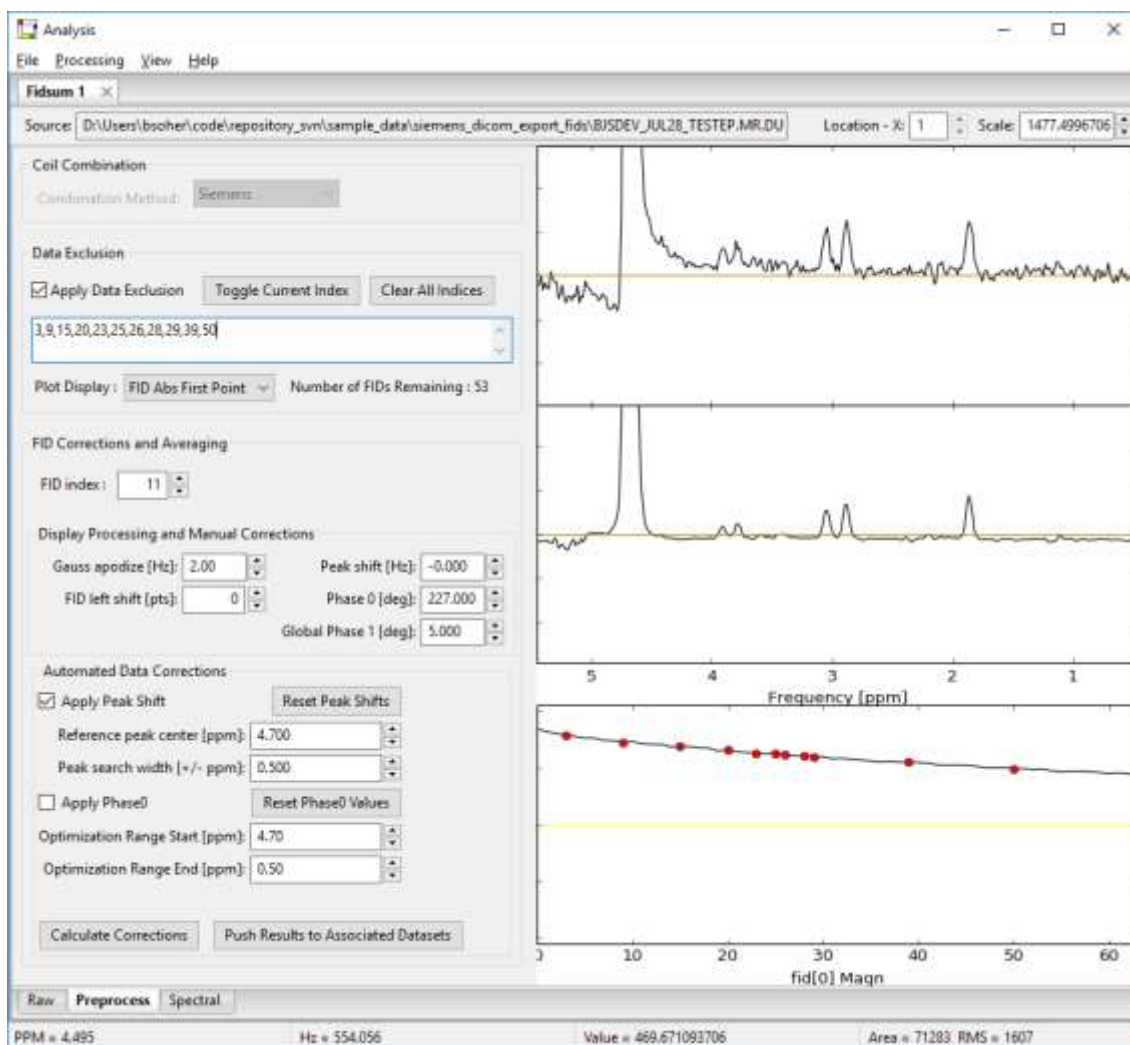 Analysis
File Processing View Help
Fidsum 1
Source: D:\Users\bsoher\code\repository_svn\sample_data\siemens_dicom_export_fids\BJSDEV_JUL28_TESTEP.MR.DU Location - X: 1 Scale: 1477.4996706
Coil Combination
Combination Method: Siemens
Data Exclusion
Apply Data Exclusion Toggle Current Index Clear All Indices
3,9,15,20,23,25,26,28,29,39,50
Plot Display : FID Abs First Point Number of FIDs Remaining : 53
FID Corrections and Averaging
FID index : 11
Display Processing and Manual Corrections
Gauss apodize [Hz]: 2.00 Peak shift [Hz]: -0.000
FID left shift [pts]: 0 Phase 0 [deg]: 227.000
Global Phase 1 [deg]: 5.000
5 4 3 2 1
Frequency [ppm]
Automated Data Corrections
Apply Peak Shift Reset Peak Shifts
Reference peak center [ppm]: 4.700
Peak search width [+/- ppm]: 0.500
Apply Phase0 Reset Phase0 Values
Optimization Range Start [ppm]: 4.70
Optimization Range End [ppm]: 0.50
Calculate Corrections Push Results to Associated Datasets
0 10 20 30 40 50 60
fid[0] Magn
Raw Preprocess Spectral
PPM = 4.495 Hz = 554.056 Value = 469.671093706 Area = 71283 RMS = 1607